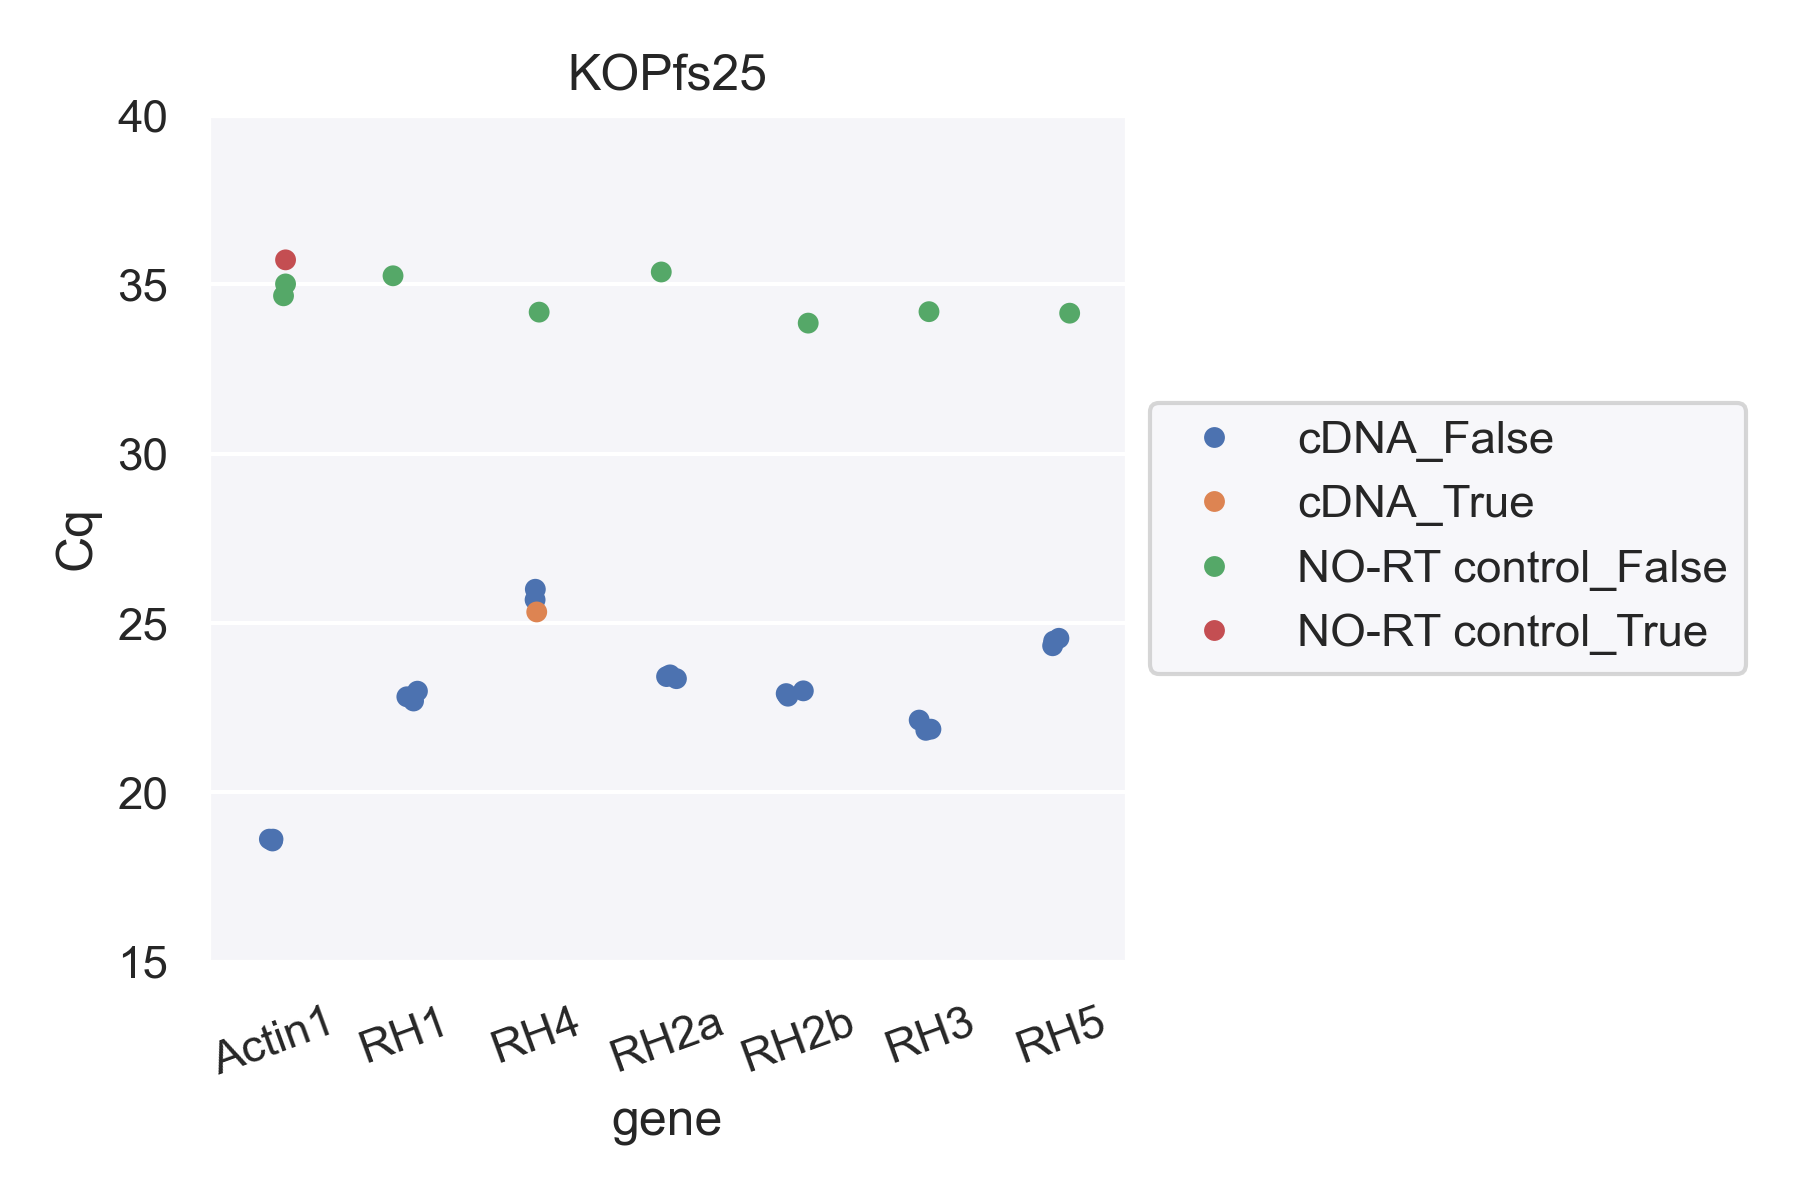 KOPfs25
40
35
30
25
20
15
Cq
Actin1
RH1
RH4
RH2a
RH2b
RH3
RH5
gene
cDNA_False
cDNA_True
NO-RT control_False
NO-RT control_True